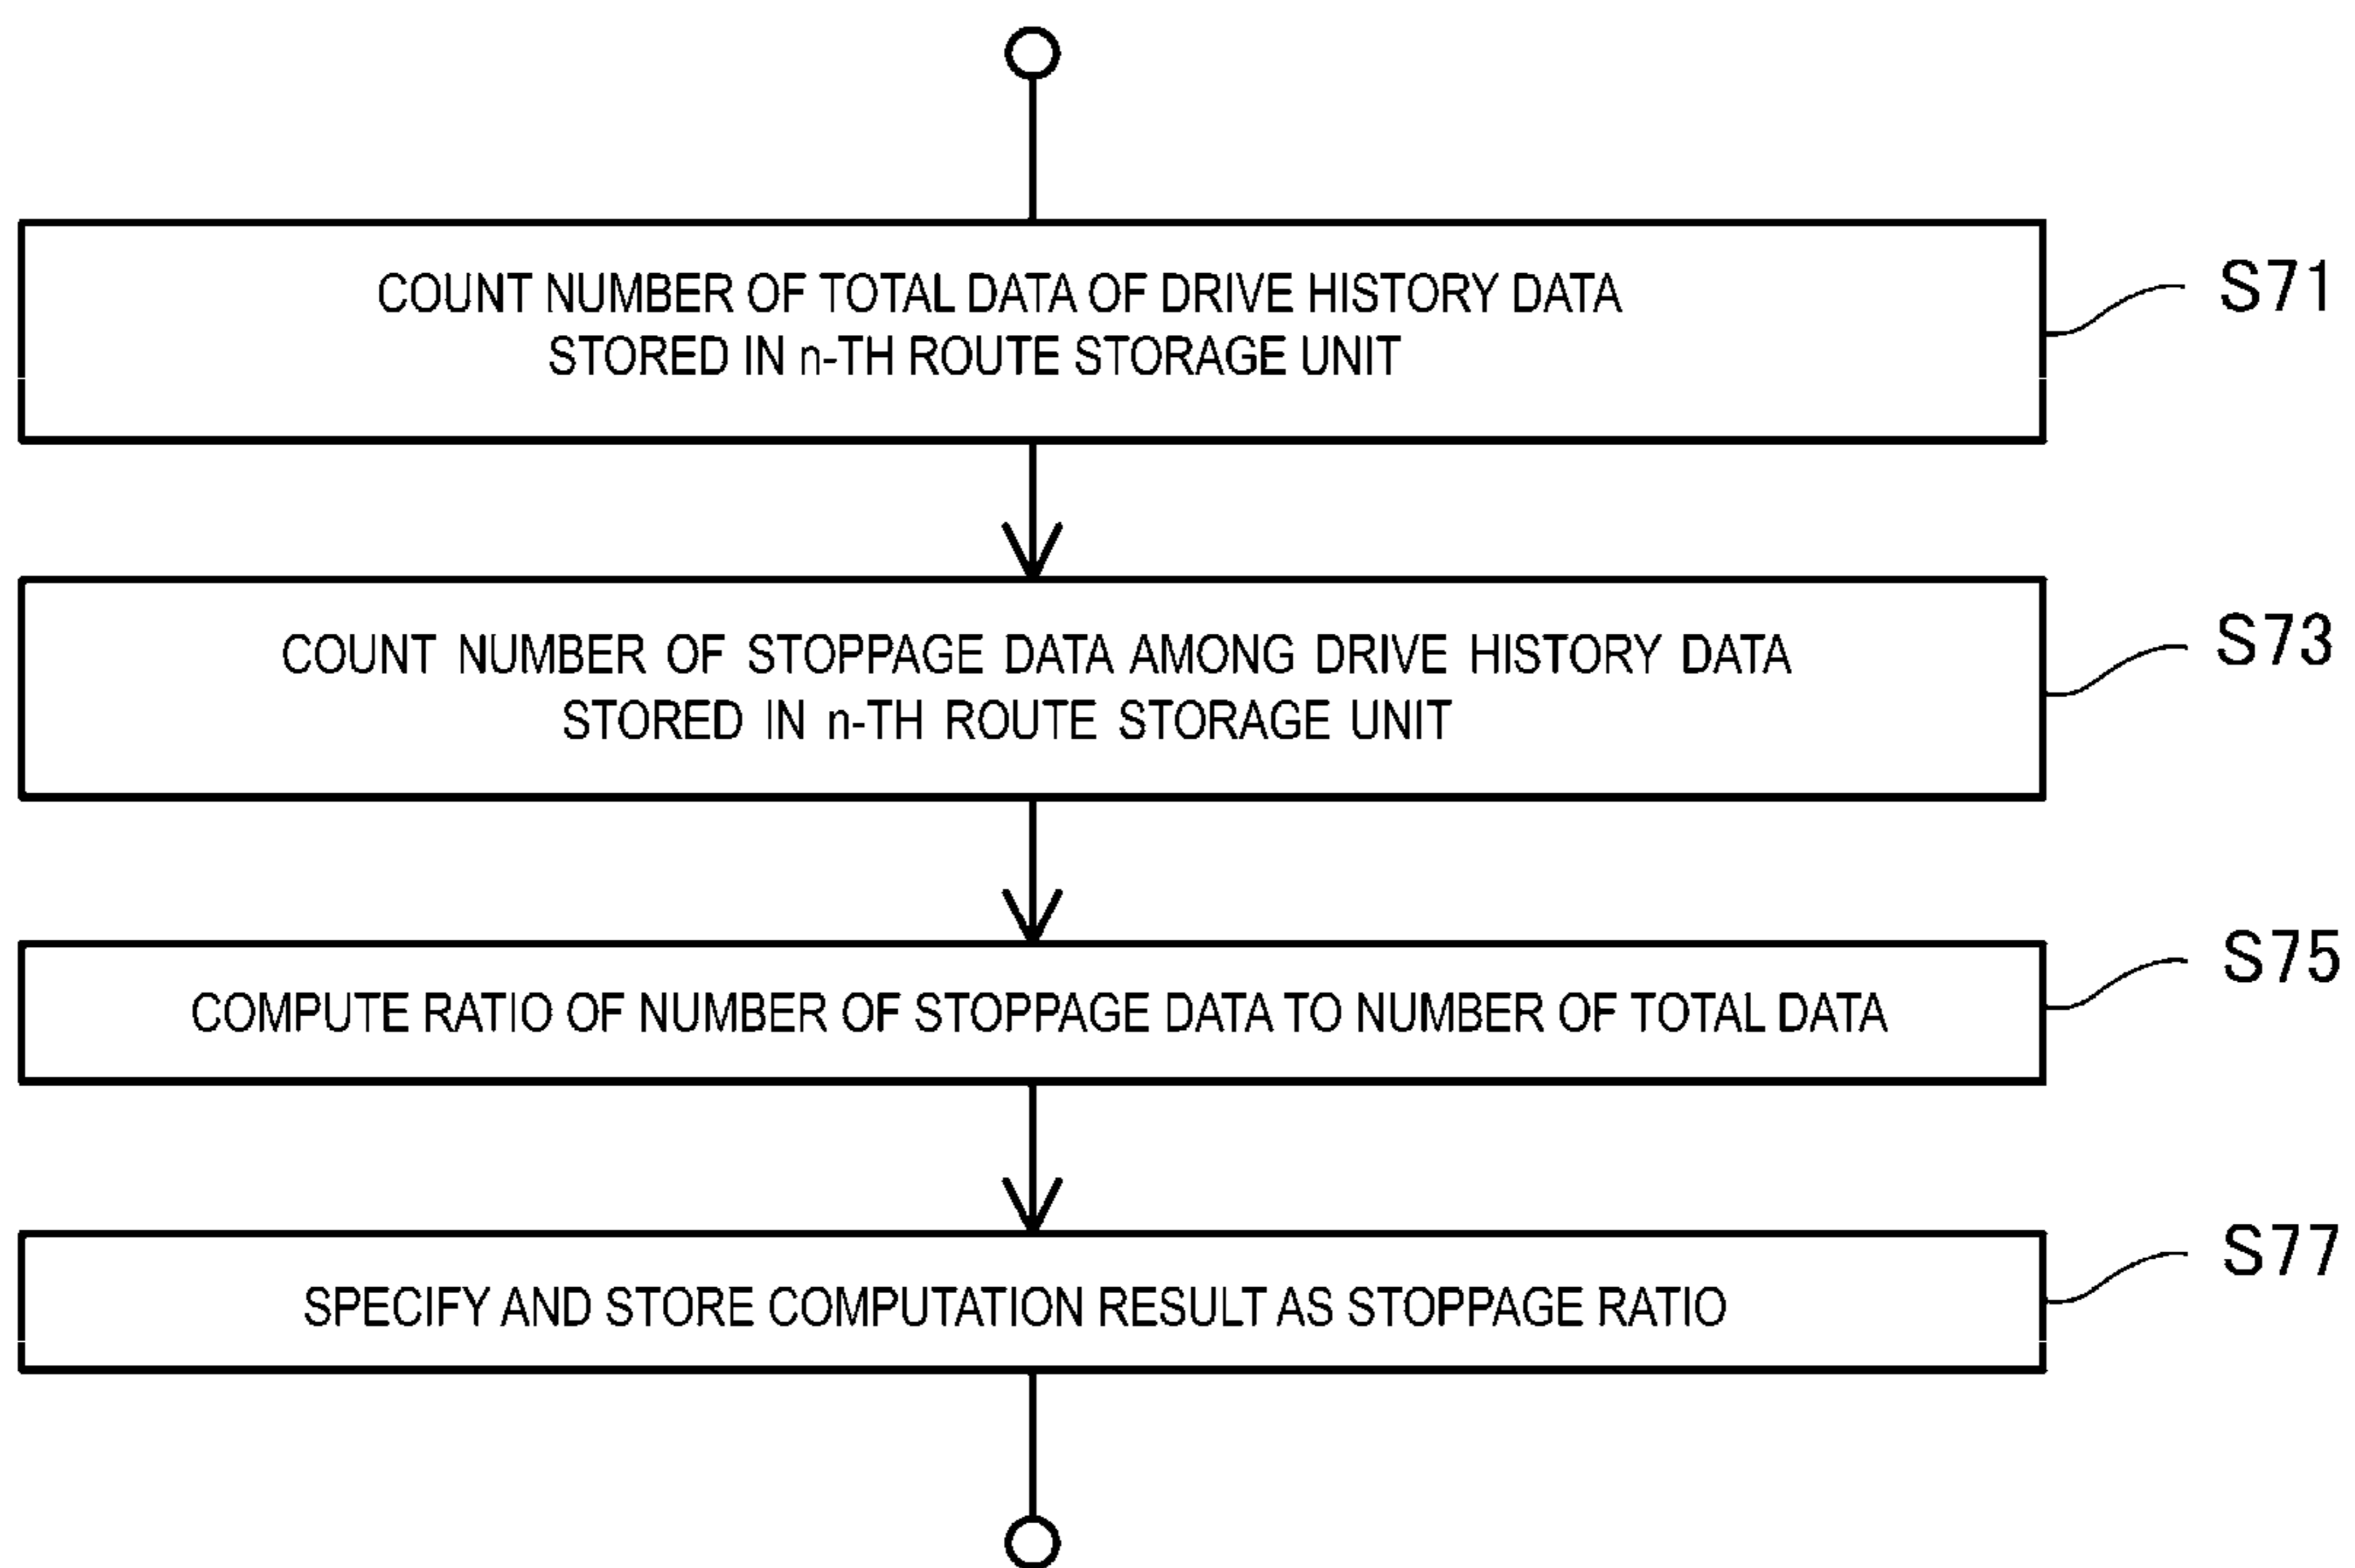 COUNT NUMBER OF TOTAL DATA OF DRIVE HISTORY DATA
STORED IN n-TH ROUTE STORAGE UNIT
S71
COUNT NUMBER OF STOPPAGE DATA AMONG DRIVE HISTORY DATA
STORED IN n-TH ROUTE STORAGE UNIT
S73
COMPUTE RATIO OF NUMBER OF STOPPAGE DATA TO NUMBER OF TOTAL DATA
S75
SPECIFY AND STORE COMPUTATION RESULT AS STOPPAGE RATIO
S77